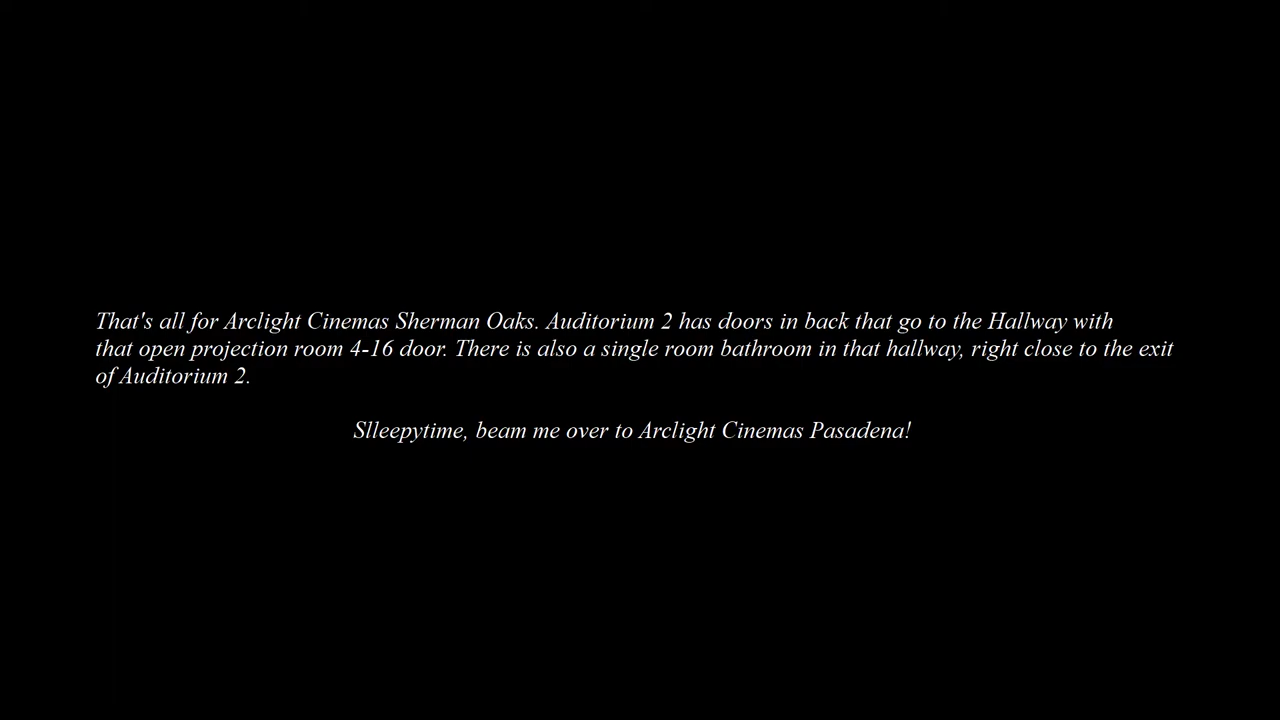 That's all for Arclight Cinemas Sherman Oaks. Auditorium 2 has doors in back that go to the Hallway with
that open projection room 4-16 door. There is also a single room bathroom in that hallway, right close to the exit
of Auditorium 2.
Slleepytime, beam me over to Arclight Cinemas Pasadena!